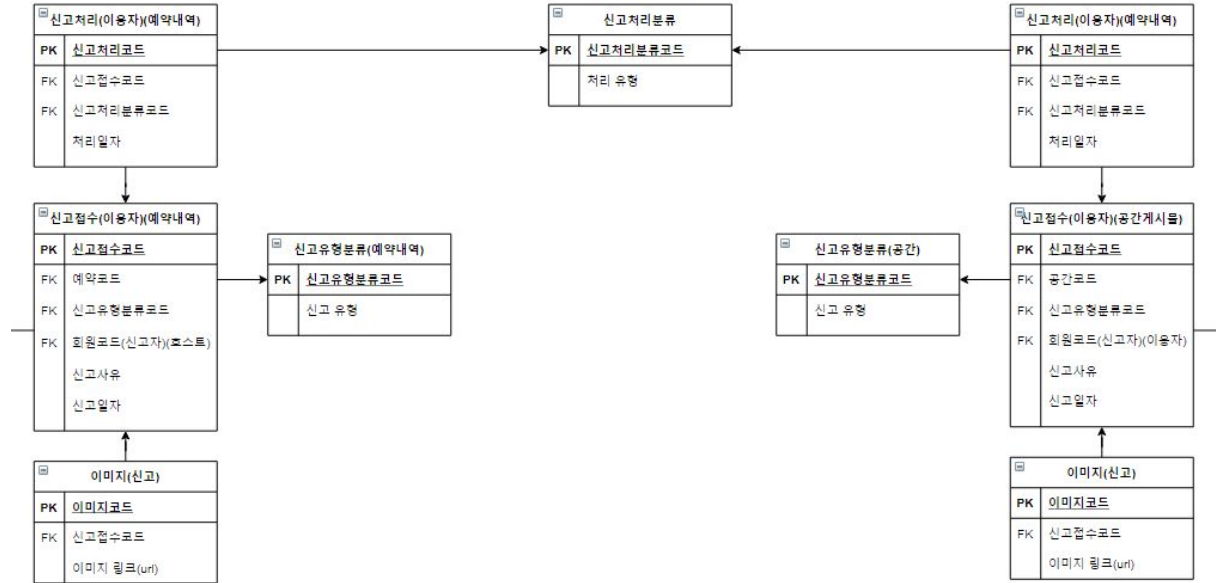 신고처리(이용자)(예약내역)
PK 신고처리코드
FK 신고접수코드
FK 신고처리분류코드
처리일자
신고처리분류
PK 신고처리분류코드
처리 유형
신고처리(이용자)(예약내역)
PK 신고처리코드
FK 신고접수코드
FK 신고처리분류코드
처리일자
신고접수(이용자)(예약내역)
PK 신고접수코드
FK 예약코드
FK 신고유형분류코드
FK 회원코드(신고자)(호스트)
신고사유
신고일자
신고유형분류(예약내역)
PK 신고유형분류코드
신고 유형
신고유형분류(공간)
PK 신고유형분류코드
신고 유형
신고접수(이용자)(공간게시물)
PK 신고접수코드
FK 공간코드
FK 신고유형분류코드
FK 회원코드(신고자)(이용자)
신고사유
신고일자
이미지(신고)
PK 이미지코드
FK 신고접수코드
이미지 링크(url)
이미지(신고)
PK 이미지코드
FK 신고접수코드
이미지 링크(url)